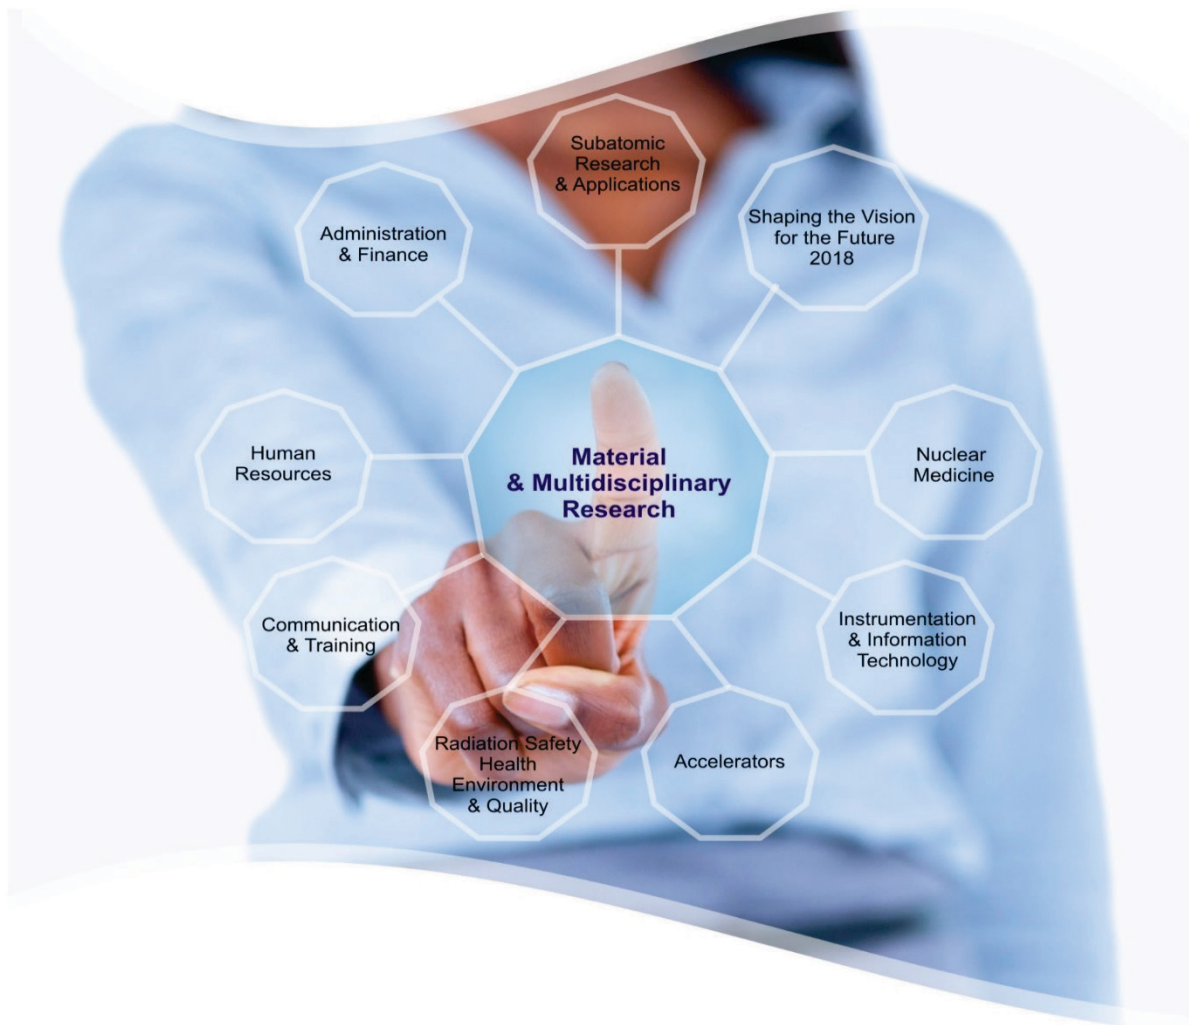 Subatomic
Research
& Applications
Shaping the Vision
for the Future
2018
Administration
& Finance
Nuclear
Medicine
Human
Resources
Material
& Multidisciplinary
Research
Instrumentation
& Information
Technology
Communication
& Training
Radiation Safety
Health
Environment
& Quality
Accelerators